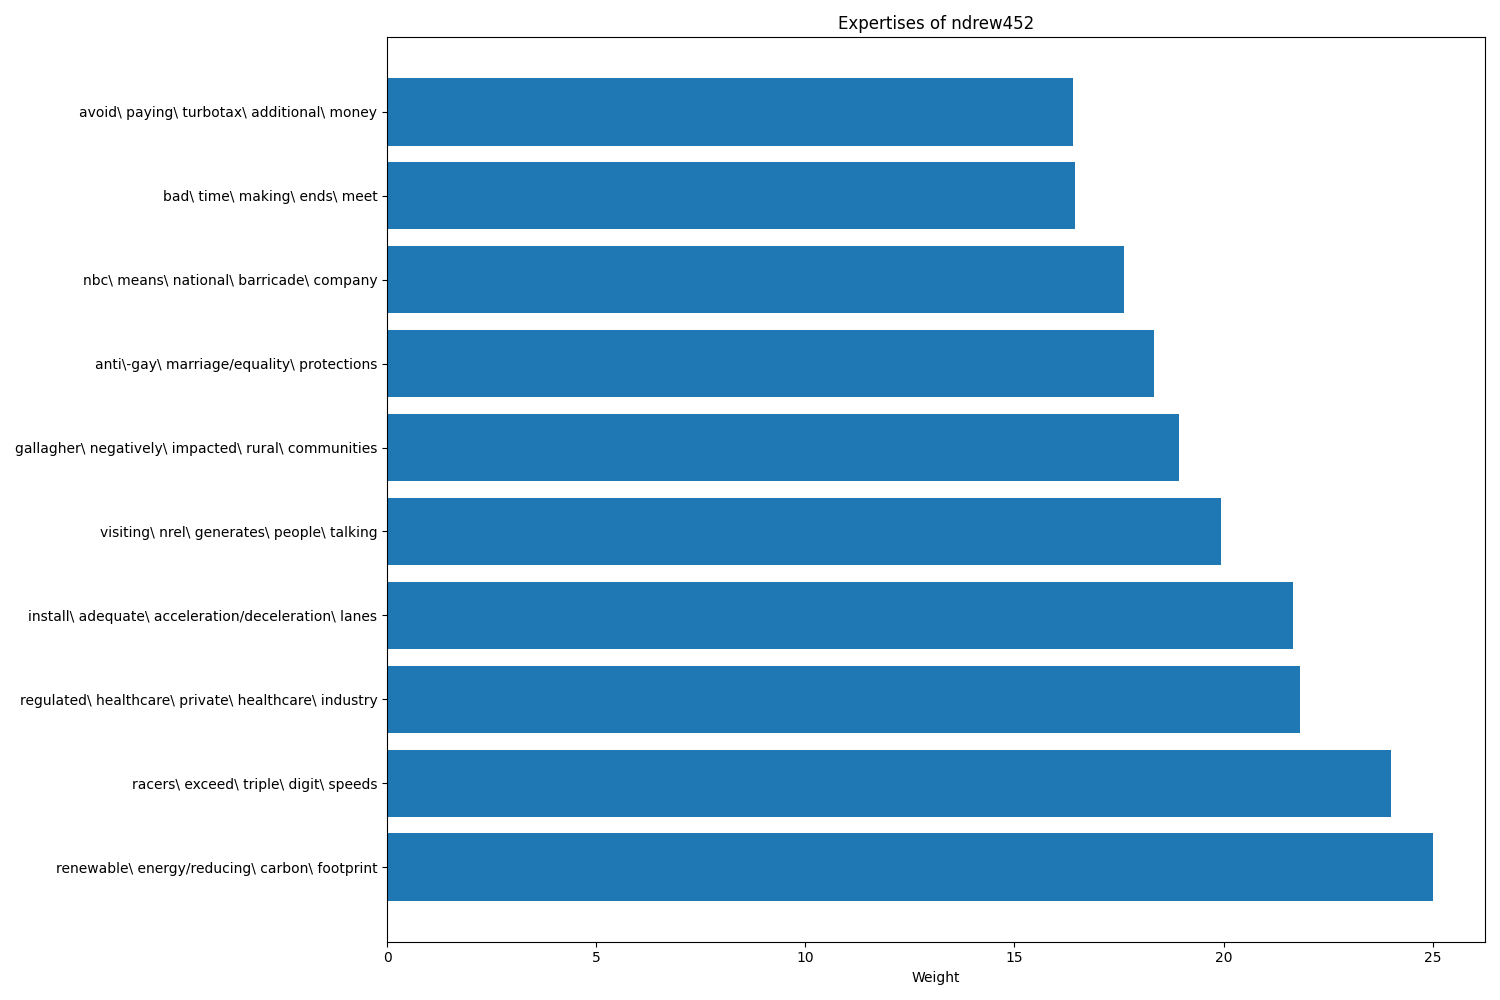 Expertises of ndrew452
avoid\ paying\ turbotax\ additional\ money
bad\ time\ making\ ends\ meet
nbc\ means\ national\ barricade\ company
anti\-gay\ marriage/equality\ protections
gallagher\ negatively\ impacted\ rural\ communities
visiting\ nrel\ generates\ people\ talking
install\ adequate\ acceleration/deceleration\ lanes
regulated\ healthcare\ private\ healthcare\ industry
racers\ exceed\ triple\ digit\ speeds
renewable\ energy/reducing\ carbon\ footprint
0 5 10 15 20 25
Weight